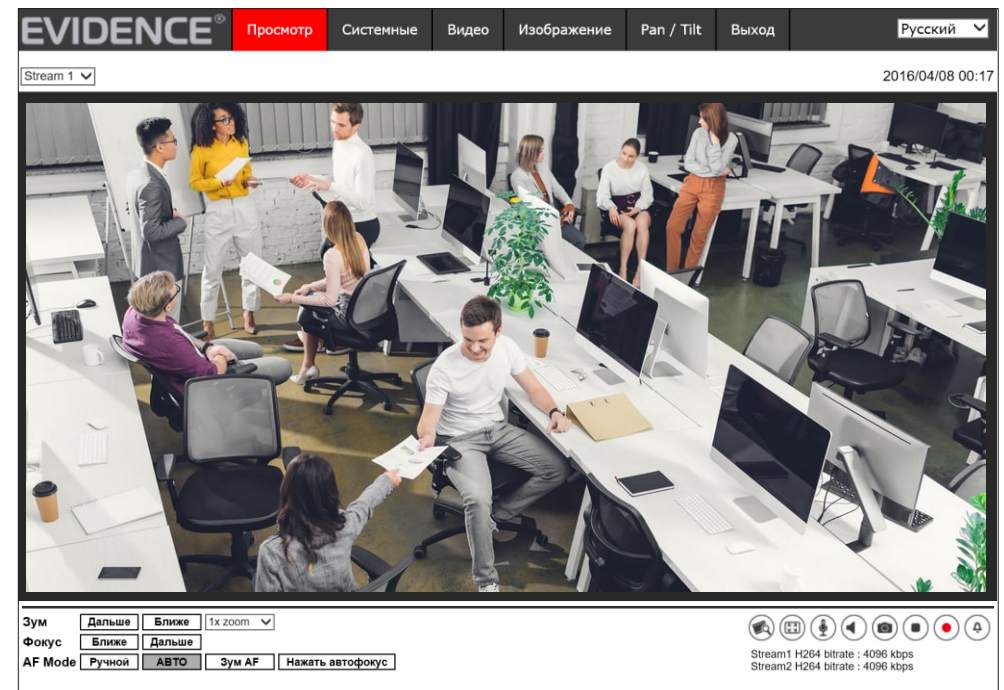 EVIDENCE® Просмотр Системные Видео Изображение Pan / Tilt Выход Русский
Stream 1 2016/04/08 00:17
Зум Дальше Ближе 1x zoom
Фокус Ближе Дальше
AF Mode Ручной АВТО Зум AF Нажать автофокус
Stream1 H264 bitrate : 4096 kbps
Stream2 H264 bitrate : 4096 kbps